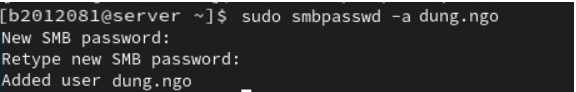 [b2012081@server ~]$ sudo smbpasswd -a dung.ngo
New SMB password:
Retype new SMB password:
Added user dung.ngo